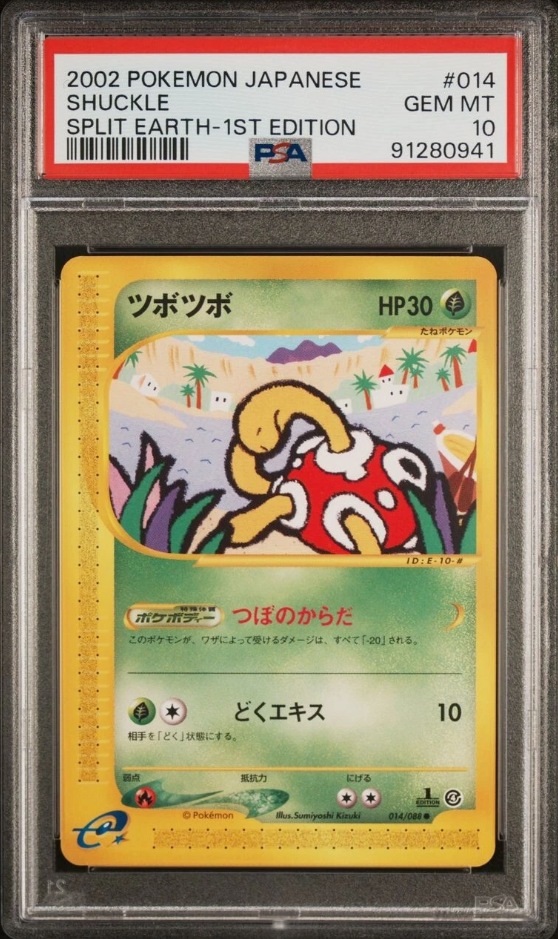 2002 POKEMON JAPANESE #014
SHUCKLE GEM MT
SPLIT EARTH-1ST EDITION 10
PSA 91280941
ツボツボ HP30
たねポケモン
ID:E-10-#
特殊体質
ポケボディー つぼのからだ
このポケモンが、ワザによって受けるダメージは、すべて「-20」される。
どくエキス 10
相手を「どく」状態にする。
弱点 抵抗力 にげる
1 EDITION
©Pokémon Illus.Sumiyoshi Kizuki 014/088
e
PSA